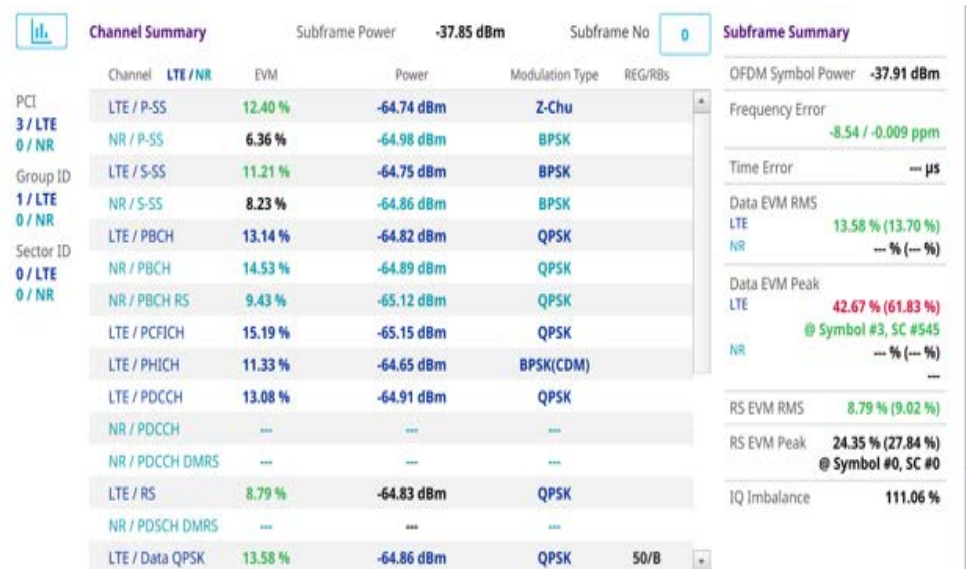 Channel Summary Subframe Power -37.85 dBm Subframe No 0 Subframe Summary
Channel LTE / NR EVM Power Modulation Type REG/RBs
PCI
3 / LTE
0 / NR
Group ID
1 / LTE
0 / NR
Sector ID
0 / LTE
0 / NR
LTE / P-SS 12.40 % -64.74 dBm Z-Chu
NR / P-SS 6.36 % -64.98 dBm BPSK
LTE / S-SS 11.21 % -64.75 dBm BPSK
NR / S-SS 8.23 % -64.86 dBm BPSK
LTE / PBCH 13.14 % -64.82 dBm QPSK
NR / PBCH 14.53 % -64.89 dBm QPSK
NR / PBCH RS 9.43 % -65.12 dBm QPSK
LTE / PCFICH 15.19 % -65.15 dBm QPSK
LTE / PHICH 11.33 % -64.65 dBm BPSK(CDM)
LTE / PDCCH 13.08 % -64.91 dBm QPSK
NR / PDCCH --- --- ---
NR / PDCCH DMRS --- --- ---
LTE / RS 8.79 % -64.83 dBm QPSK
NR / PDSCH DMRS --- --- ---
LTE / Data QPSK 13.58 % -64.86 dBm QPSK 50/B
OFDM Symbol Power -37.91 dBm
Frequency Error
-8.54 / -0.009 ppm
Time Error --- µs
Data EVM RMS
LTE 13.58 % (13.70 %)
NR --- % (--- %)
Data EVM Peak
LTE 42.67 % (61.83 %)
@ Symbol #3, SC #545
NR --- % (--- %)
---
RS EVM RMS 8.79 % (9.02 %)
RS EVM Peak 24.35 % (27.84 %)
@ Symbol #0, SC #0
IQ Imbalance 111.06 %